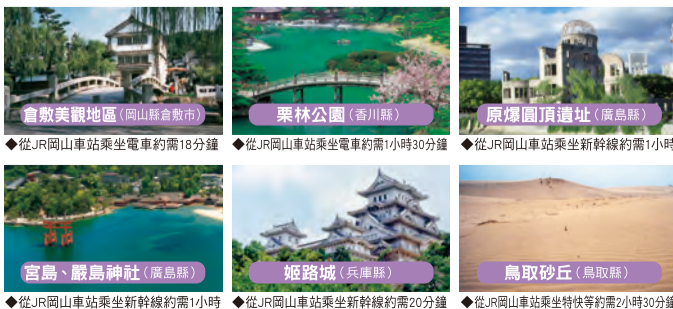 倉敷美觀地區（岡山縣倉敷市）
◆從JR岡山車站乘坐電車約需18分鐘
栗林公園（香川縣）
◆從JR岡山車站乘坐電車約需1小時30分鐘
原爆圓頂遺址（廣島縣）
◆從JR岡山車站乘坐新幹線約需1小時
宮島、嚴島神社（廣島縣）
◆從JR岡山車站乘坐新幹線約需1小時
姬路城（兵庫縣）
◆從JR岡山車站乘坐新幹線約需20分鐘
鳥取砂丘（鳥取縣）
◆從JR岡山車站乘坐特快等約需2小時30分鐘